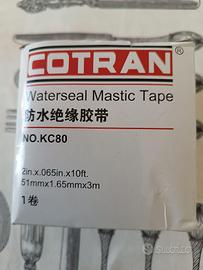 COTRAN®
Waterseal Mastic Tape
防水绝缘胶带
NO.KC80
2in.x.065in.x10ft.
51mmx1.65mmx3m
1卷
subito